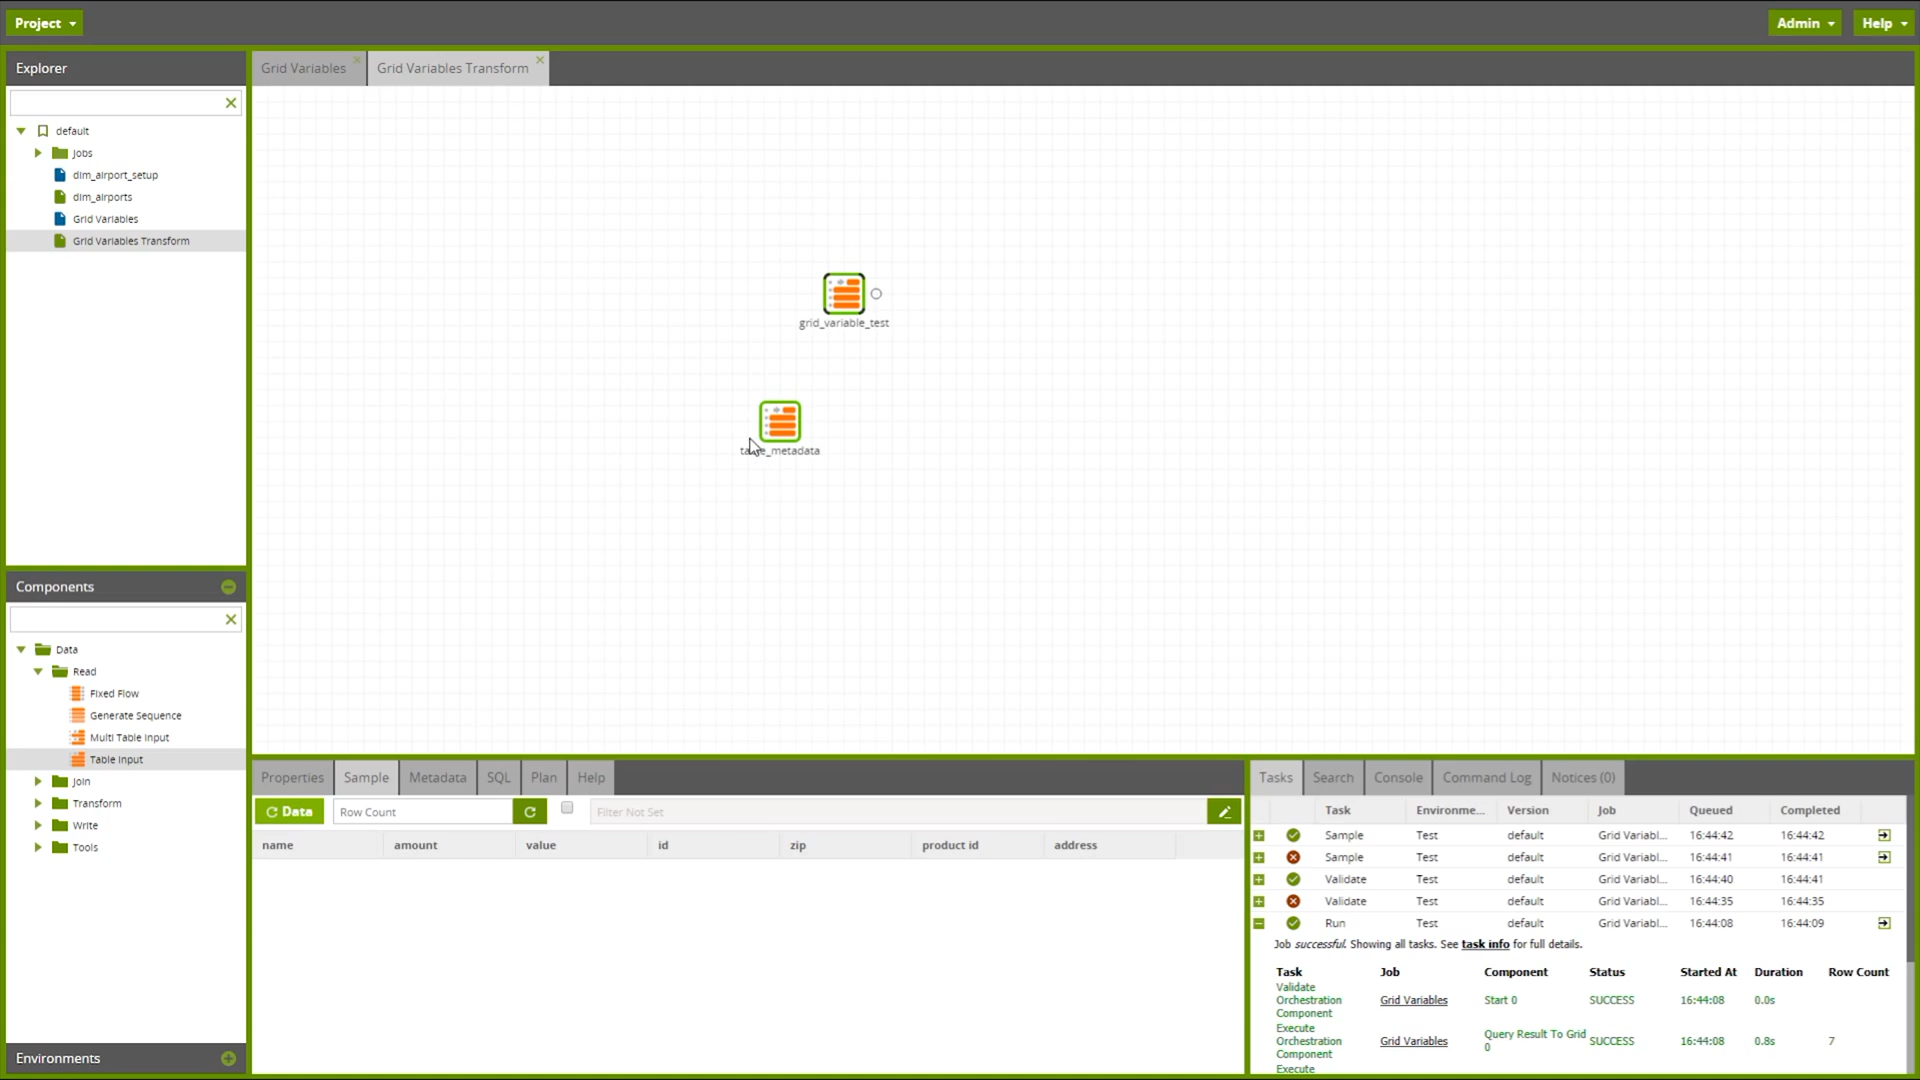 Project
Admin
Help
Explorer
Grid Variables
Grid Variables Transform
default
Jobs
dim_airport_setup
dim_airports
Grid Variables
Grid Variables Transform
grid_variable_test
Components
Data
Read
Fixed Flow
Generate Sequence
Multi Table Input
Table Input
Join
Transform
Write
Tools
Environments
Properties
Sample
Metadata
SQL
Plan
Help
Data
Row Count
Filter Not Set
name amount value id zip product id address
Tasks
Search
Console
Command Log
Notices (0)
Task Environme... Version Job Queued Completed
Sample Test default Grid Variabl... 16:44:42 16:44:42
Sample Test default Grid Variabl... 16:44:41 16:44:41
Validate Test default Grid Variabl... 16:44:40 16:44:41
Validate Test default Grid Variabl... 16:44:35 16:44:35
Run Test default Grid Variabl... 16:44:08 16:44:09
Job successful. Showing all tasks. See task info for full details.
Task Job Component Status Started At Duration Row Count
Validate
Orchestration Grid Variables Start 0 SUCCESS 16:44:08 0.0s
Component
Execute
Orchestration Grid Variables Query Result To Grid 0 SUCCESS 16:44:08 0.8s 7
Component
Execute